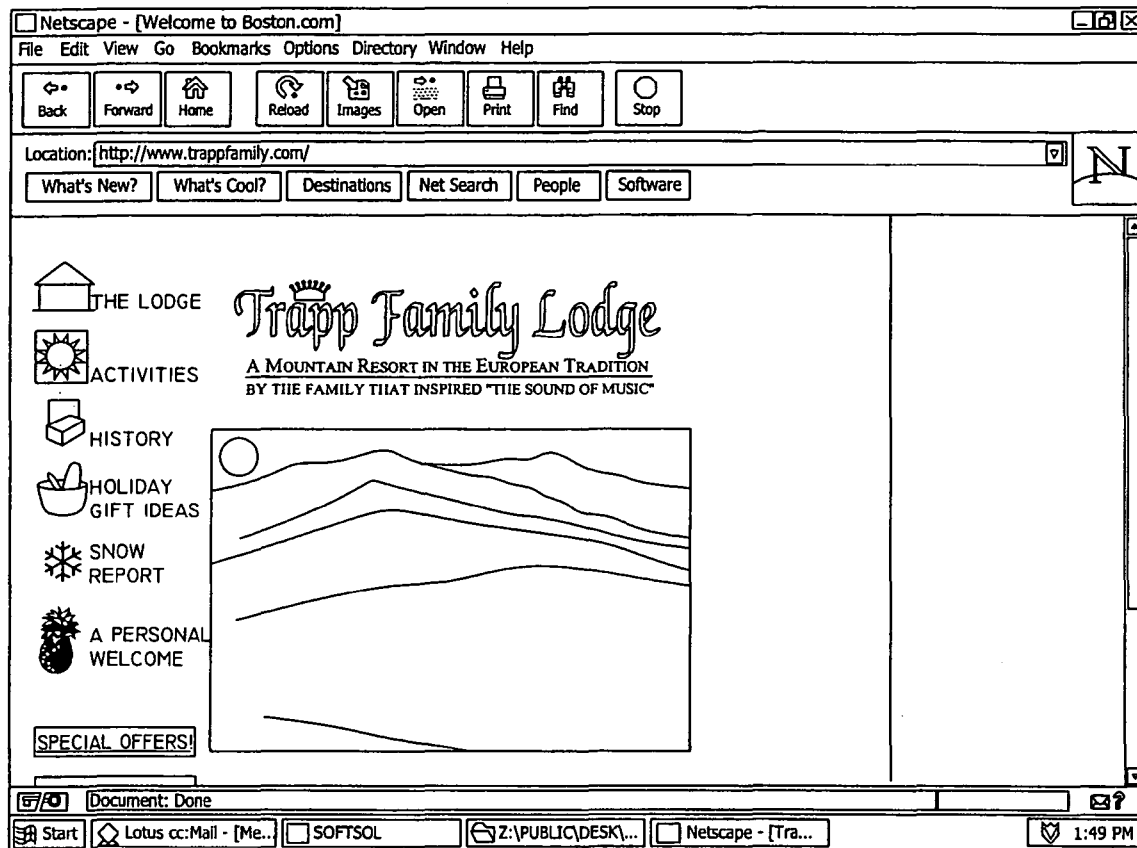 Netscape - [Welcome to Boston.com]
File Edit View Go Bookmarks Options Directory Window Help
Back Forward Home Reload Images Open Print Find Stop
Location: http://www.trappfamily.com/
N
What's New? What's Cool? Destinations Net Search People Software
THE LODGE
Trapp Family Lodge
A MOUNTAIN RESORT IN THE EUROPEAN TRADITION
BY THE FAMILY THAT INSPIRED "THE SOUND OF MUSIC"
ACTIVITIES
HISTORY
HOLIDAY
GIFT IDEAS
SNOW
REPORT
A PERSONAL
WELCOME
SPECIAL OFFERS!
Document: Done
Start Lotus cc:Mail - [Me... SOFTSOL Z:\PUBLIC\DESK\... Netscape - [Tra... 1:49 PM